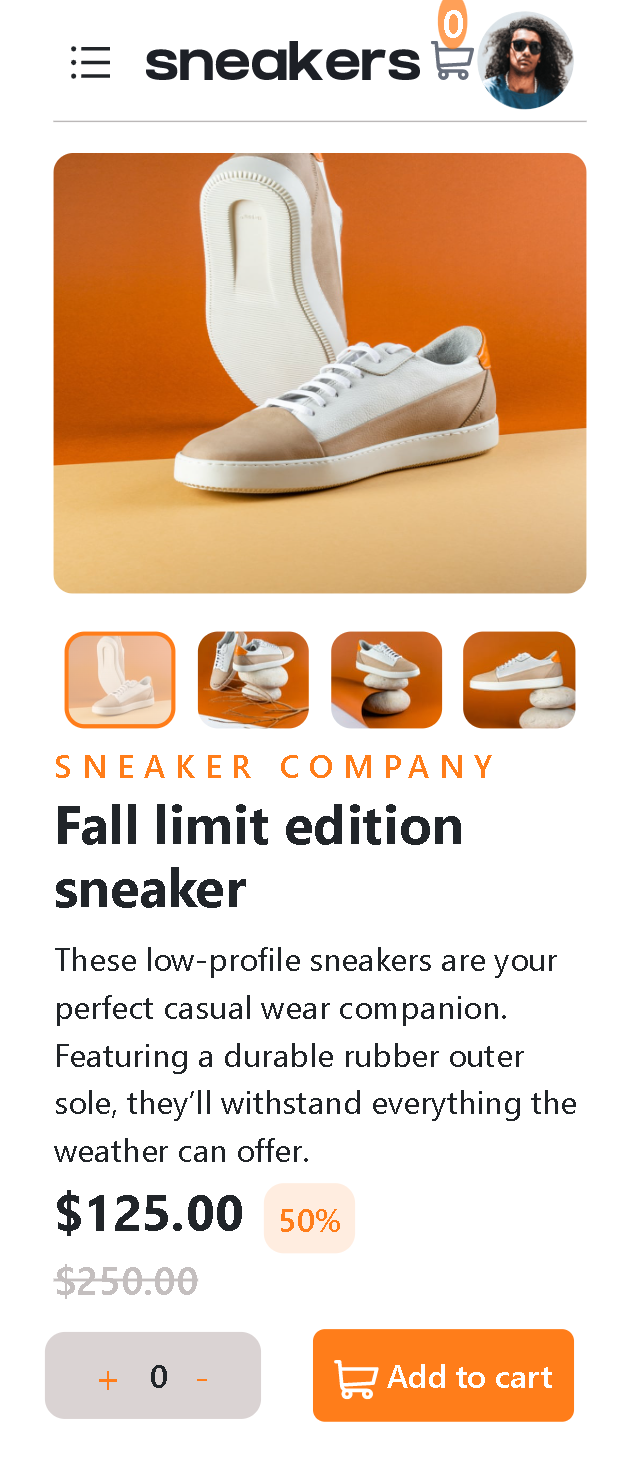 0
sneakers
SNEAKER COMPANY
Fall limit edition
sneaker
These low-profile sneakers are your
perfect casual wear companion.
Featuring a durable rubber outer
sole, they’ll withstand everything the
weather can offer.
$125.00 50%
$250.00
+ 0 - Add to cart